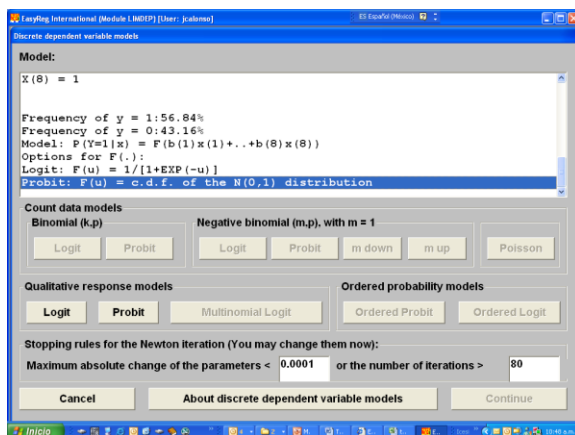 EasyReg International (Module LIMDEP) [User: jcalonso]
ES Español (México)
Discrete dependent variable models
Model:
X(8) = 1
Frequency of y = 1:56.84%
Frequency of y = 0:43.16%
Model: P(Y=1|x) = F(b(1)x(1)+..+b(8)x(8))
Options for F(.):
Logit: F(u) = 1/[1+EXP(-u)]
Probit: F(u) = c.d.f. of the N(0,1) distribution
Count data models
Binomial (k,p)
Negative binomial (m,p), with m = 1
Logit
Probit
Logit
Probit
m down
m up
Poisson
Qualitative response models
Ordered probability models
Logit
Probit
Multinomial Logit
Ordered Probit
Ordered Logit
Stopping rules for the Newton iteration (You may change them now):
Maximum absolute change of the parameters < 0.0001 or the number of iterations > 80
Cancel
About discrete dependent variable models
Continue
Inicio
10:48 a.m.